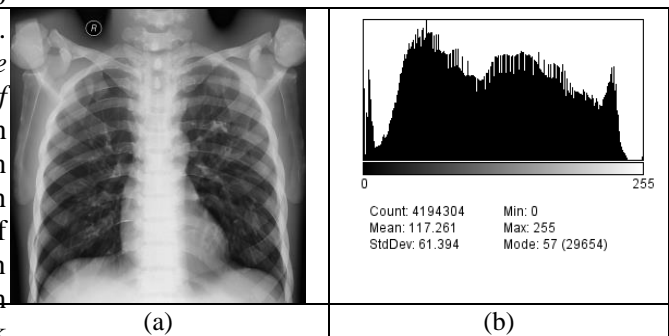 R
0
255
Count: 4194304
Min: 0
Mean: 117.261
Max: 255
StdDev: 61.394
Mode: 57 (29654)
(a)
(b)